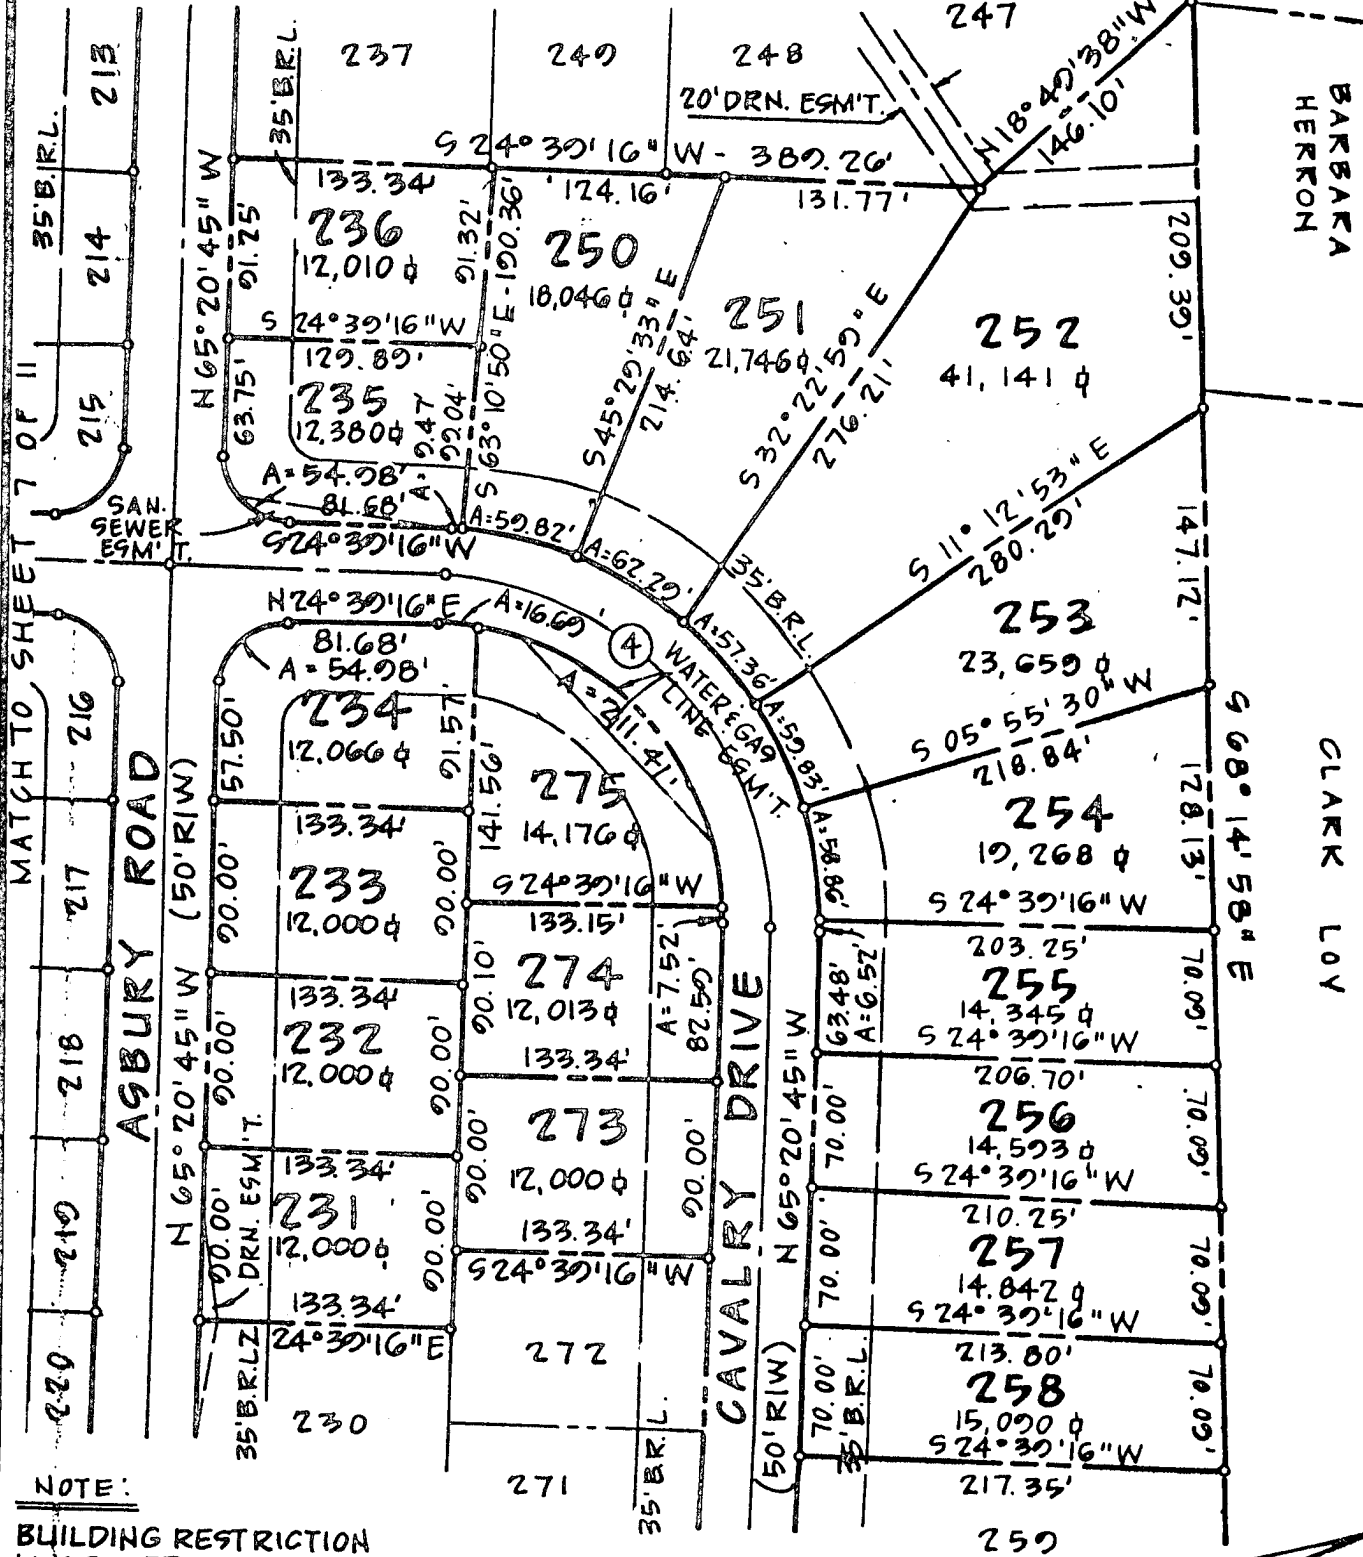 247
237
249
248
20' DRN. ESM'T.
N 18° 49' 38" W
146.10'
BARBARA
HERRON
213
35' B.R.L.
35' B.R.L.
S 24° 39' 16" W - 389.26'
133.34'
124.16'
131.77'
214
N 65° 20' 45" W
91.25'
236
12,010 ⌀
91.32'
S 63° 10' 50" E - 190.36'
250
18,046 ⌀
S 45° 29' 33" E
214.64'
251
21,746 ⌀
S 32° 22' 59" E
276.21'
252
41,141 ⌀
209.39'
S 24° 39' 16" W
129.89'
215
63.75'
235
12,380 ⌀
99.04'
A = 9.47
S 11° 12' 53" E
280.29'
147.12'
A = 54.98'
81.68'
S 24° 39' 16" W
A = 59.82'
A = 62.29'
SAN.
SEWER
ESM'T.
MATCH TO SHEET 7 OF 11
35' B.R.L.
N 24° 39' 16" E
A = 16.69'
81.68'
A = 54.98'
4
WATER & GAS
LINE ESM'T.
A = 57.36'
A = 211.41'
A = 59.83'
253
23,659 ⌀
S 05° 55' 30" W
218.84'
S 68° 14' 58" E
CLARK LOY
216
57.50'
234
12,066 ⌀
91.57'
141.56'
275
14,176 ⌀
254
19,268 ⌀
128.13'
A = 58.86'
ASBURY ROAD
(50' R/W)
133.34'
217
90.00'
233
12,000 ⌀
90.00'
S 24° 39' 16" W
133.15'
S 24° 39' 16" W
203.25'
N 65° 20' 45" W
133.34'
274
12,013 ⌀
90.10'
A = 7.52'
82.59'
63.48'
A = 6.52'
255
14,345 ⌀
70.09'
218
90.00'
232
12,000 ⌀
90.00'
133.34'
S 24° 39' 16" W
206.70'
CAVALRY DRIVE
(50' R/W)
N 65° 20' 45" W
256
14,593 ⌀
70.00'
70.09'
133.34'
273
12,000 ⌀
90.00'
90.00'
S 24° 39' 16" W
210.25'
219
90.00'
DRN. ESM'T.
231
12,000 ⌀
90.00'
133.34'
S 24° 39' 16" W
257
14,842 ⌀
70.00'
70.09'
133.34'
24° 39' 16" E
S 24° 39' 16" W
213.80'
220
35' B.R.L.
230
272
258
15,090 ⌀
70.00'
35' B.R.L.
70.09'
S 24° 39' 16" W
217.35'
271
35' B.R.L.
259
NOTE:
BUILDING RESTRICTION